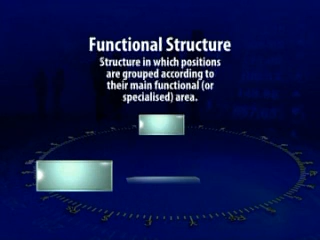 Functional Structure
Structure in which positions
are grouped according to
their main functional (or
specialised) area.